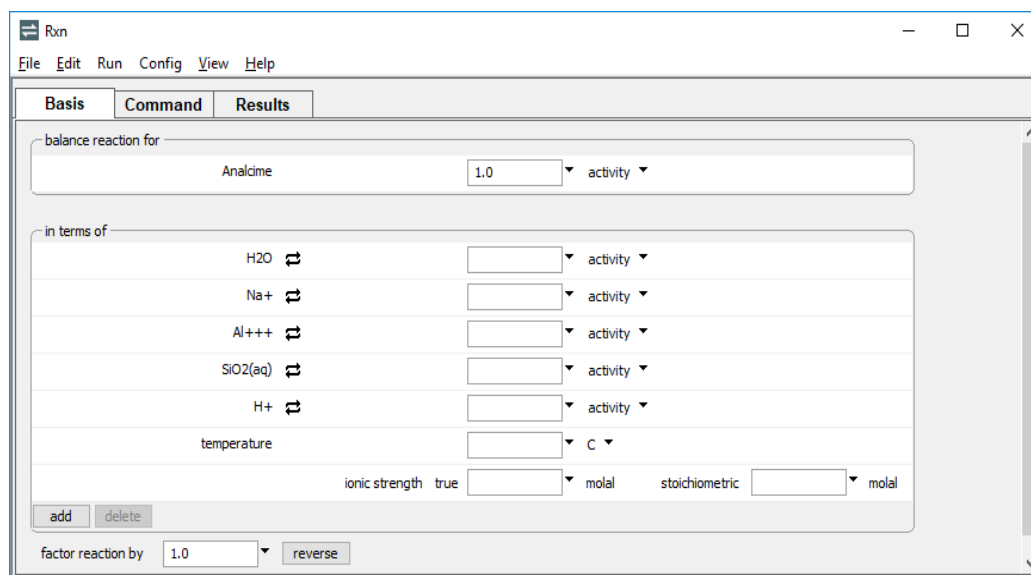 Rxn
File Edit Run Config View Help
Basis Command Results
balance reaction for
Analcime 1.0 activity
in terms of
H2O activity
Na+ activity
Al+++ activity
SiO2(aq) activity
H+ activity
temperature C
ionic strength true molal stoichiometric molal
add delete
factor reaction by 1.0 reverse